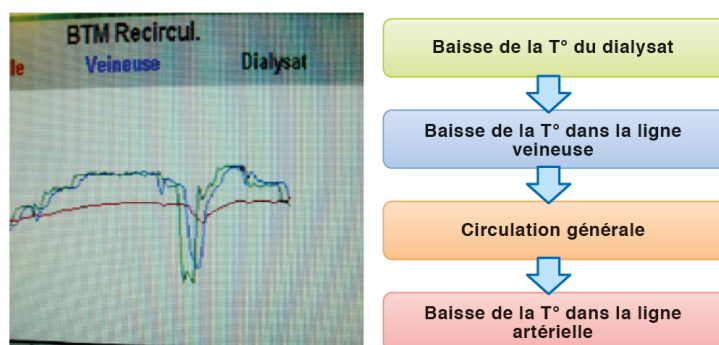 BTM Recircul.
le Veineuse Dialysat
Baisse de la T° du dialysat
Baisse de la T° dans la ligne
veineuse
Circulation générale
Baisse de la T° dans la ligne
artérielle